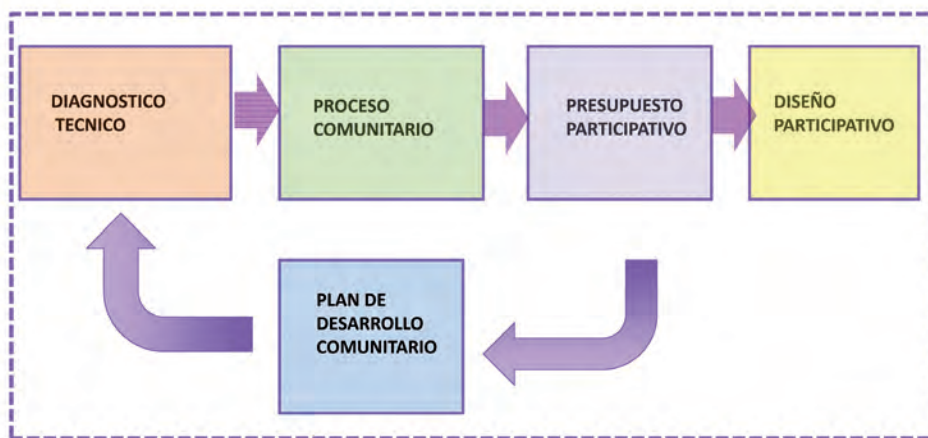 DIAGNOSTICO
TECNICO
PROCESO
COMUNITARIO
PRESUPUESTO
PARTICIPATIVO
DISEÑO
PARTICIPATIVO
PLAN DE
DESARROLLO
COMUNITARIO